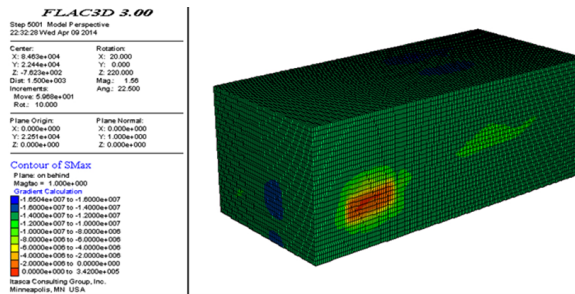 FLAC3D 3.00
Step 5001 Model Perspective
22:32:28 Wed Apr 09 2014
Center: Rotation:
X: 8.463e+004 X: 20.000
Y: 2.244e+004 Y: 0.000
Z: -7.623e+002 Z: 220.000
Dist: 1.500e+003 Mag.: 1.56
Increments: Ang.: 22.500
Move: 5.968e+001
Rot.: 10.000
Plane Origin: Plane Normal:
X: 0.000e+000 X: 0.000e+000
Y: 2.251e+004 Y: 1.000e+000
Z: 0.000e+000 Z: 0.000e+000
Contour of SMax
Plane: on behind
Magfac = 1.000e+000
Gradient Calculation
-1.6504e+007 to -1.6000e+007
-1.6000e+007 to -1.4000e+007
-1.4000e+007 to -1.2000e+007
-1.2000e+007 to -1.0000e+007
-1.0000e+007 to -8.0000e+006
-8.0000e+006 to -6.0000e+006
-6.0000e+006 to -4.0000e+006
-4.0000e+006 to -2.0000e+006
-2.0000e+006 to 0.0000e+000
0.0000e+000 to 3.4200e+005
Itasca Consulting Group, Inc.
Minneapolis, MN USA